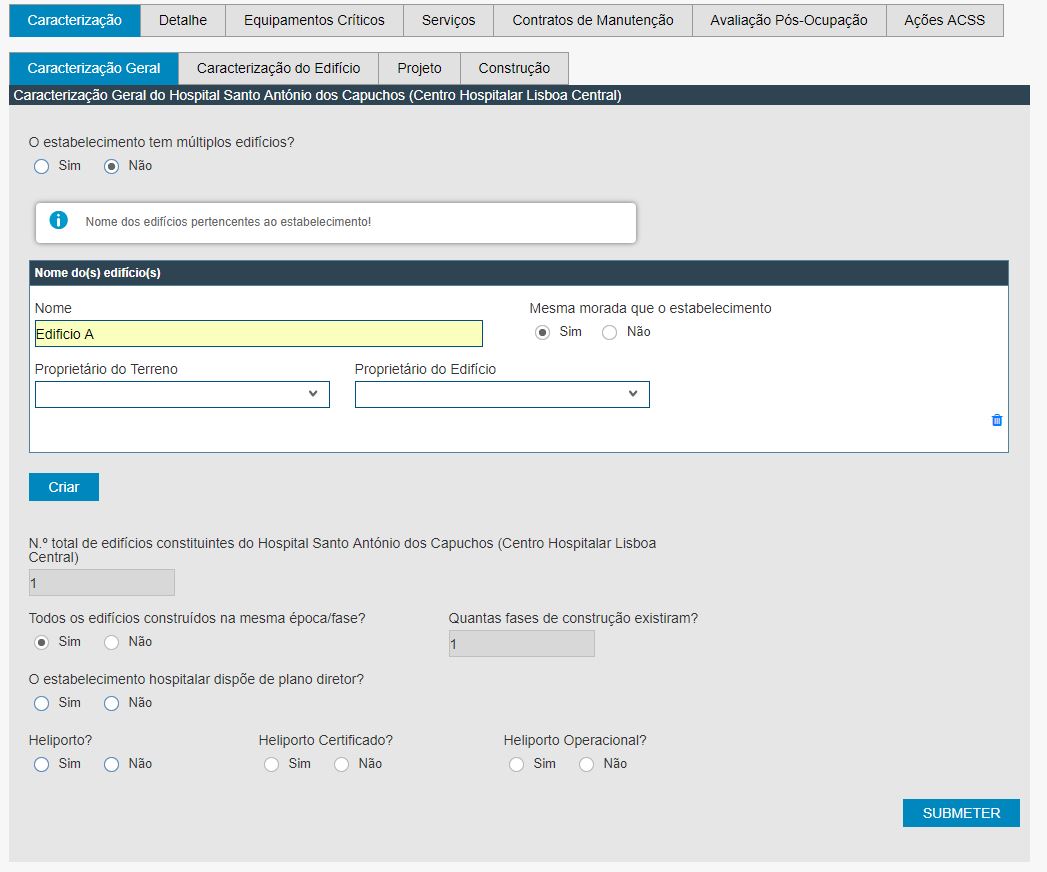 Caracterização Detalhe Equipamentos Críticos Serviços Contratos de Manutenção Avaliação Pós-Ocupação Ações ACSS
Caracterização Geral Caracterização do Edifício Projeto Construção
Caracterização Geral do Hospital Santo António dos Capuchos (Centro Hospitalar Lisboa Central)
O estabelecimento tem múltiplos edifícios?
Sim Não
Nome dos edifícios pertencentes ao estabelecimento!
Nome do(s) edifício(s)
Nome Mesma morada que o estabelecimento
Edificio A Sim Não
Proprietário do Terreno Proprietário do Edifício
Criar
N.º total de edifícios constituintes do Hospital Santo António dos Capuchos (Centro Hospitalar Lisboa
Central)
1
Todos os edifícios construídos na mesma época/fase? Quantas fases de construção existiram?
Sim Não 1
O estabelecimento hospitalar dispõe de plano diretor?
Sim Não
Heliporto? Heliporto Certificado? Heliporto Operacional?
Sim Não Sim Não Sim Não
SUBMETER